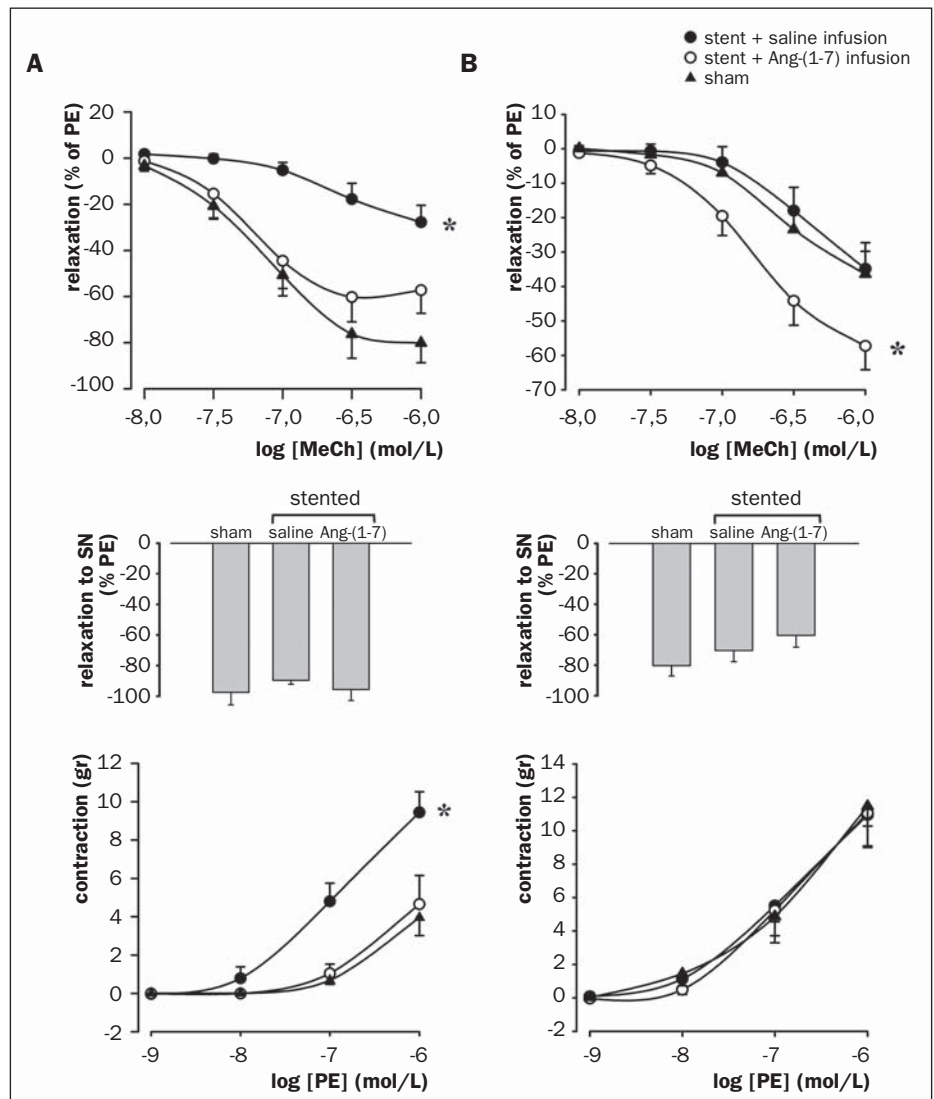 stent + saline infusion
stent + Ang-(1-7) infusion
sham
A
B
relaxation (% of PE)
20
0
-20
-40
-60
-80
-100
-8,0 -7,5 -7,0 -6,5 -6,0
log [MeCh] (mol/L)
*
relaxation (% of PE)
10
0
-10
-20
-30
-40
-50
-60
-70
-8,0 -7,5 -7,0 -6,5 -6,0
log [MeCh] (mol/L)
*
stented
sham saline Ang-(1-7)
relaxation to SN
(% PE)
0
-20
-40
-60
-80
-100
stented
sham saline Ang-(1-7)
relaxation to SN
(% PE)
0
-20
-40
-60
-80
-100
contraction (gr)
12
10
8
6
4
2
0
-2
-9 -8 -7 -6
log [PE] (mol/L)
*
contraction (gr)
14
12
10
8
6
4
2
0
-2
-9 -8 -7 -6
log [PE] (mol/L)